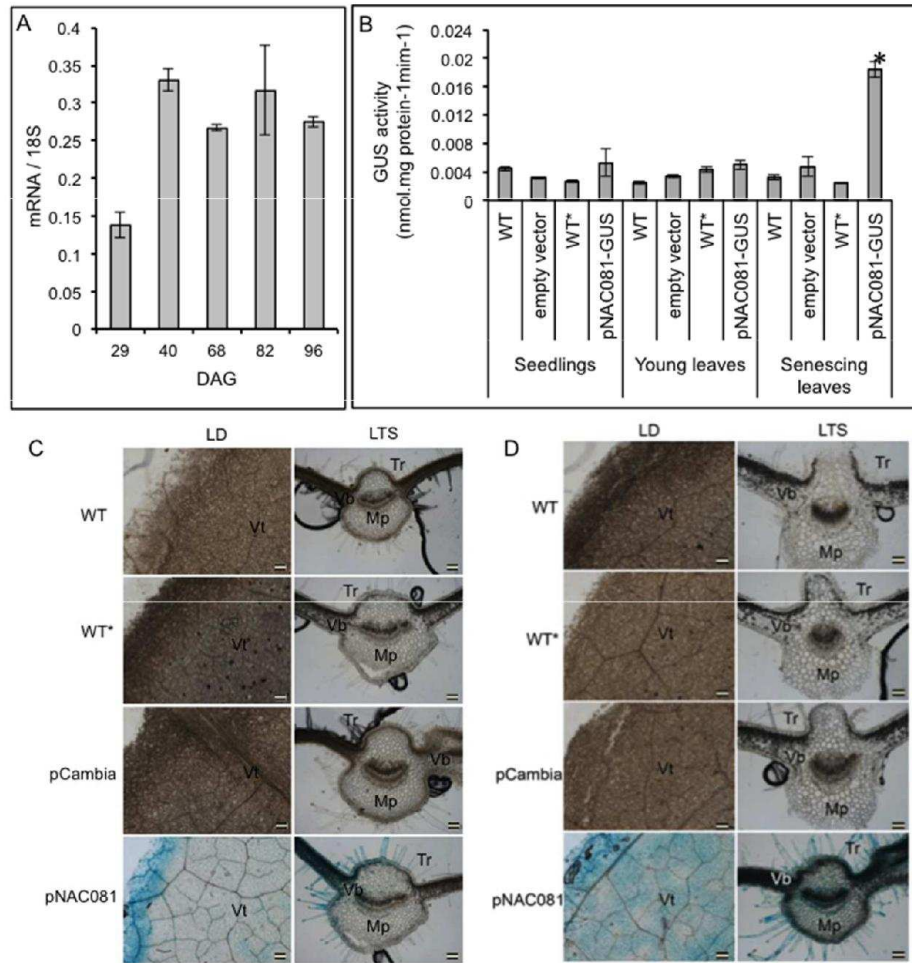 A
mRNA / 18S
0.4
0.35
0.3
0.25
0.2
0.15
0.1
0.05
0
29 40 68 82 96
DAG
B
GUS activity
(nmol.mg protein-1mim-1)
0.024
0.02
0.016
0.012
0.008
0.004
0
*
WT
empty vector
WT*
pNAC081-GUS
WT
empty vector
WT*
pNAC081-GUS
WT
empty vector
WT*
pNAC081-GUS
Seedlings
Young leaves
Senescing
leaves
C
LD
LTS
WT
Vt
Tr
Vb
Mp
WT*
Vt
Tr
Vb
Mp
pCambia
Vt
Tr
Vb
Mp
pNAC081
Vt
Tr
Vb
Mp
D
LD
LTS
WT
Vt
Tr
Vb
Mp
WT*
Vt
Tr
Vb
Mp
pCambia
Vt
Tr
Vp
Mp
pNAC081
Vt
Tr
Vb
Mp